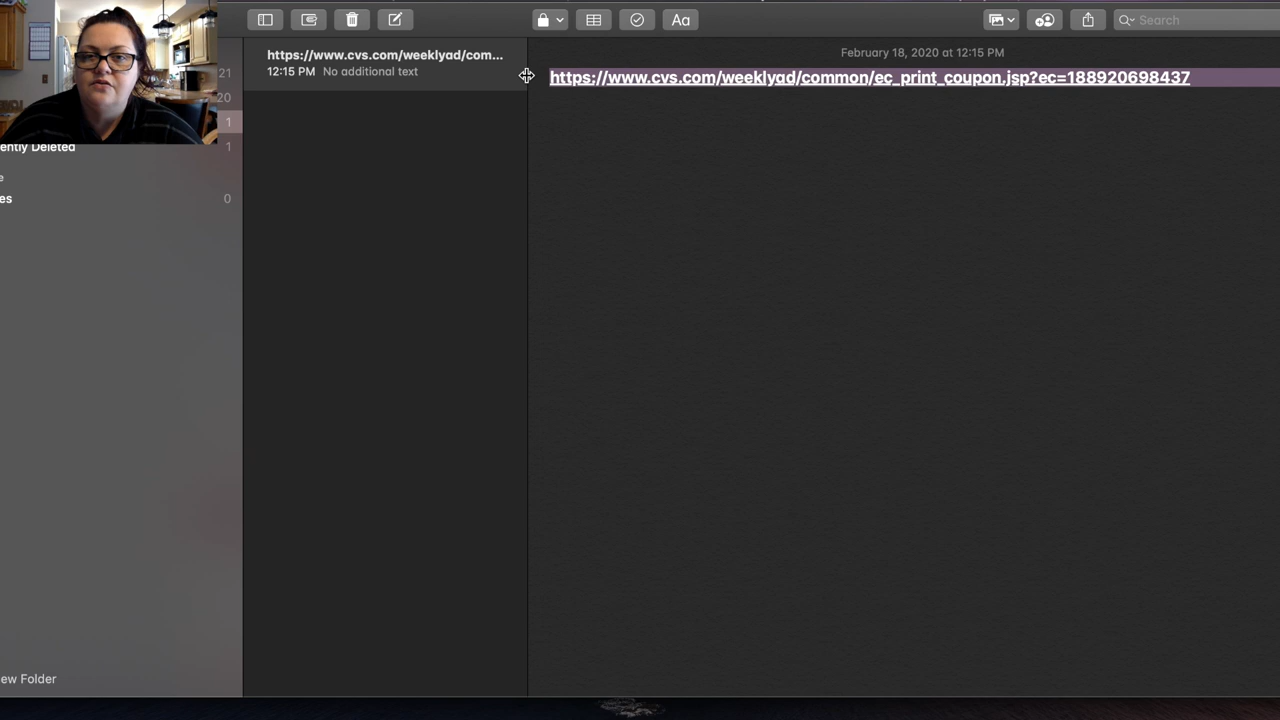 Search
February 18, 2020 at 12:15 PM
https://www.cvs.com/weeklyad/com...
12:15 PM No additional text
https://www.cvs.com/weeklyad/common/ec_print_coupon.jsp?ec=188920698437
21
20
1
ently Deleted 1
e
es 0
ew Folder
Aa